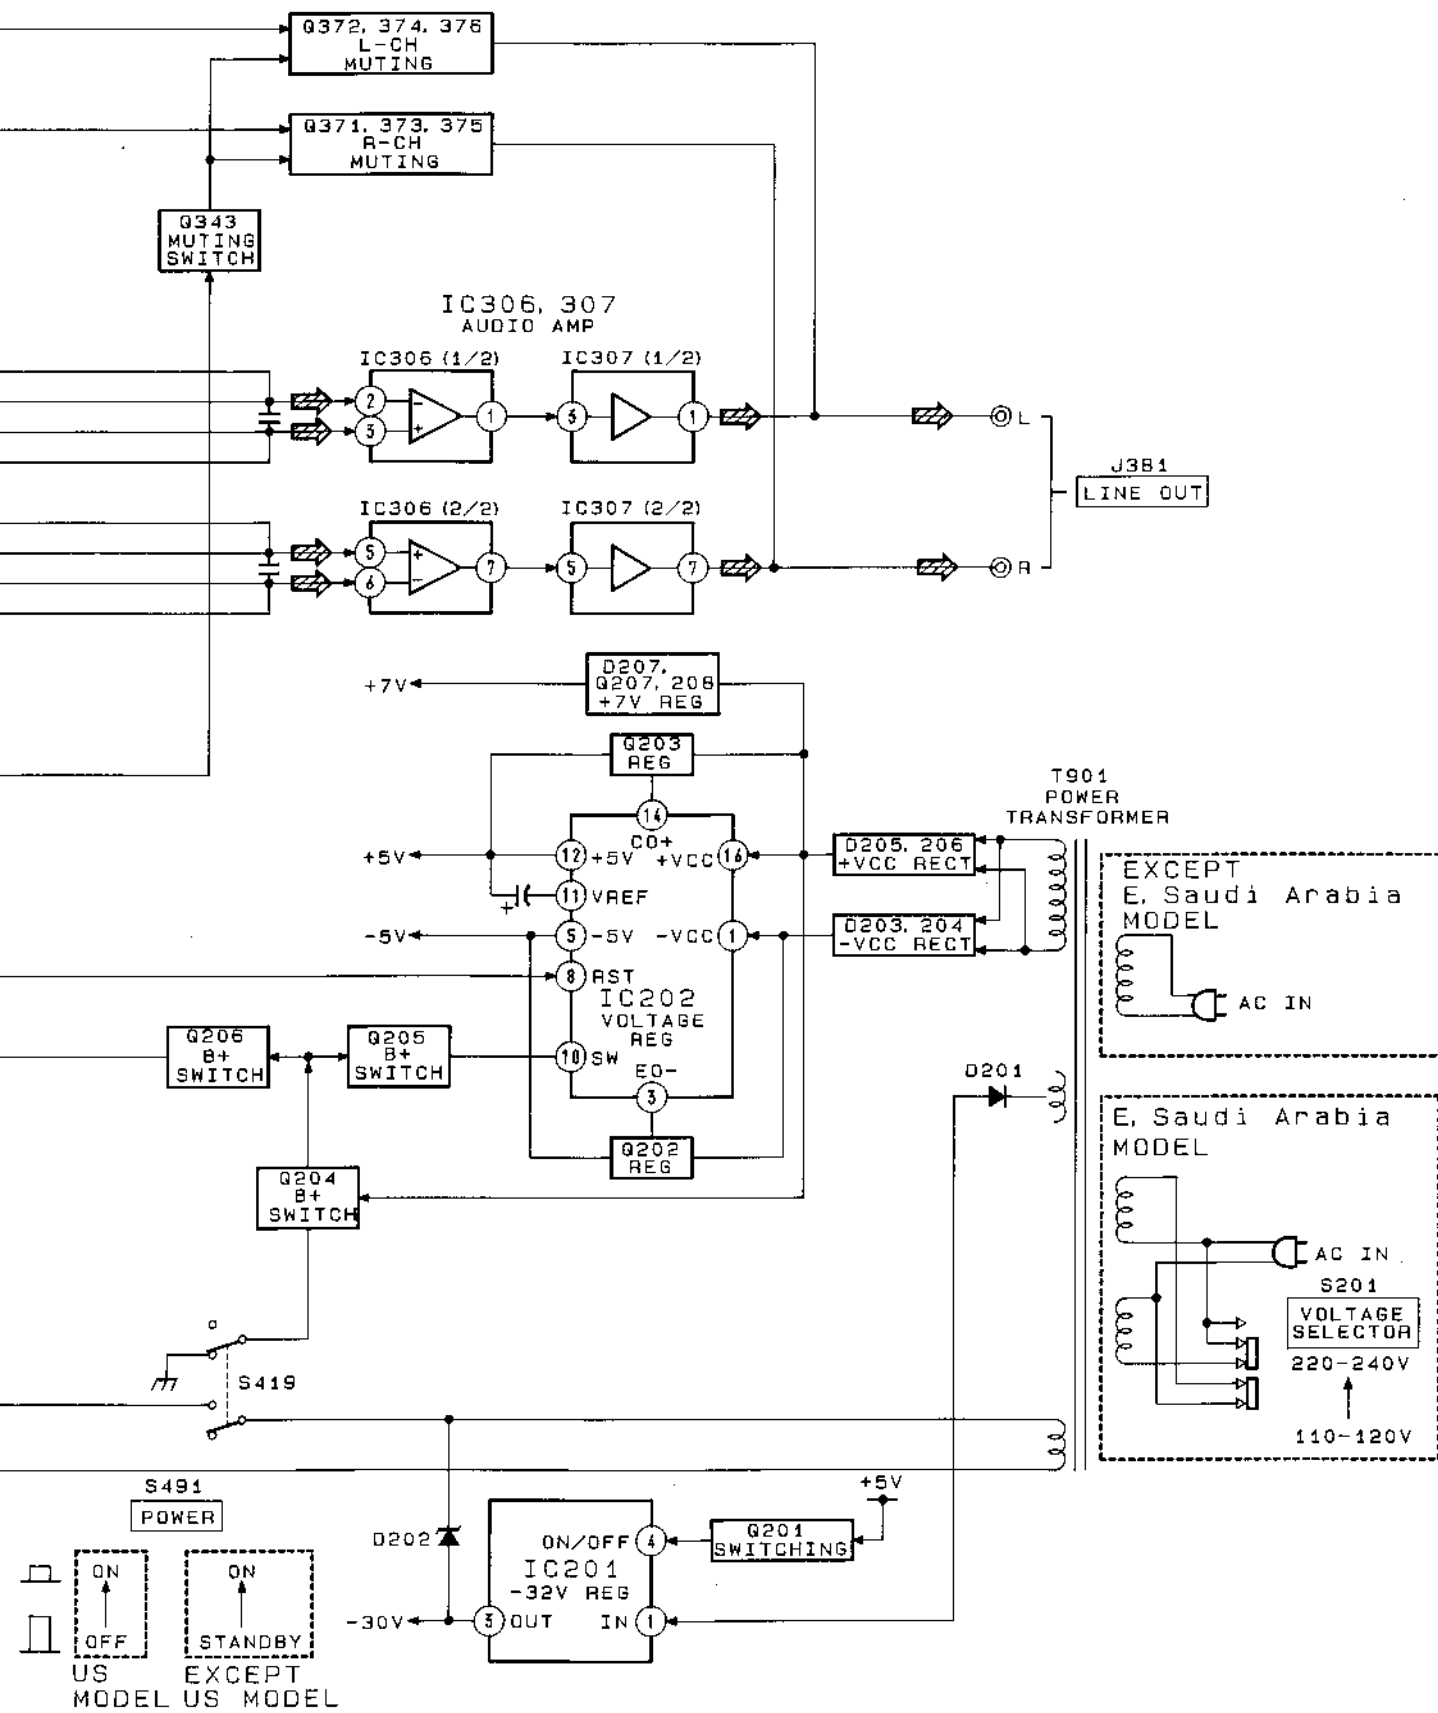 Q372, 374, 376
L-CH
MUTING
Q371, 373, 375
R-CH
MUTING
Q343
MUTING
SWITCH
IC306, 307
AUDIO AMP
IC306 (1/2)
IC307 (1/2)
2
-
3
+
1
1
L
J381
LINE OUT
IC306 (2/2)
IC307 (2/2)
5
+
6
-
7
5
7
R
+7V
D207,
Q207, 208
+7V REG
Q203
REG
14
CO+
+5V
12
+5V
+VCC
16
D205, 206
+VCC RECT
T901
POWER
TRANSFORMER
+
11
VREF
-5V
5
-5V
-VCC
1
D203, 204
-VCC RECT
EXCEPT
E, Saudi Arabia
MODEL
AC IN
8
RST
IC202
VOLTAGE
REG
Q206
B+
SWITCH
Q205
B+
SWITCH
10
SW
EO-
3
Q202
REG
D201
E, Saudi Arabia
MODEL
AC IN
S201
VOLTAGE
SELECTOR
220-240V
110-120V
Q204
B+
SWITCH
S419
S491
POWER
ON
OFF
US
MODEL
ON
STANDBY
EXCEPT
US MODEL
D202
-30V
3
OUT
ON/OFF
4
IC201
-32V REG
IN
1
Q201
SWITCHING
+5V